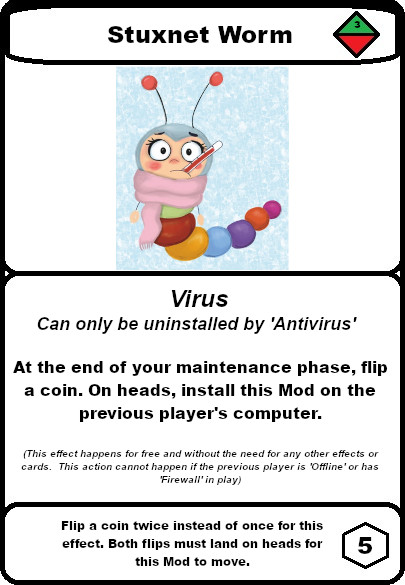 Stuxnet Worm
3
Virus
Can only be uninstalled by 'Antivirus'
At the end of your maintenance phase, flip
a coin. On heads, install this Mod on the
previous player's computer.
(This effect happens for free and without the need for any other effects or
cards.  This action cannot happen if the previous player is 'Offline' or has
'Firewall' in play)
Flip a coin twice instead of once for this
effect. Both flips must land on heads for
this Mod to move.
5